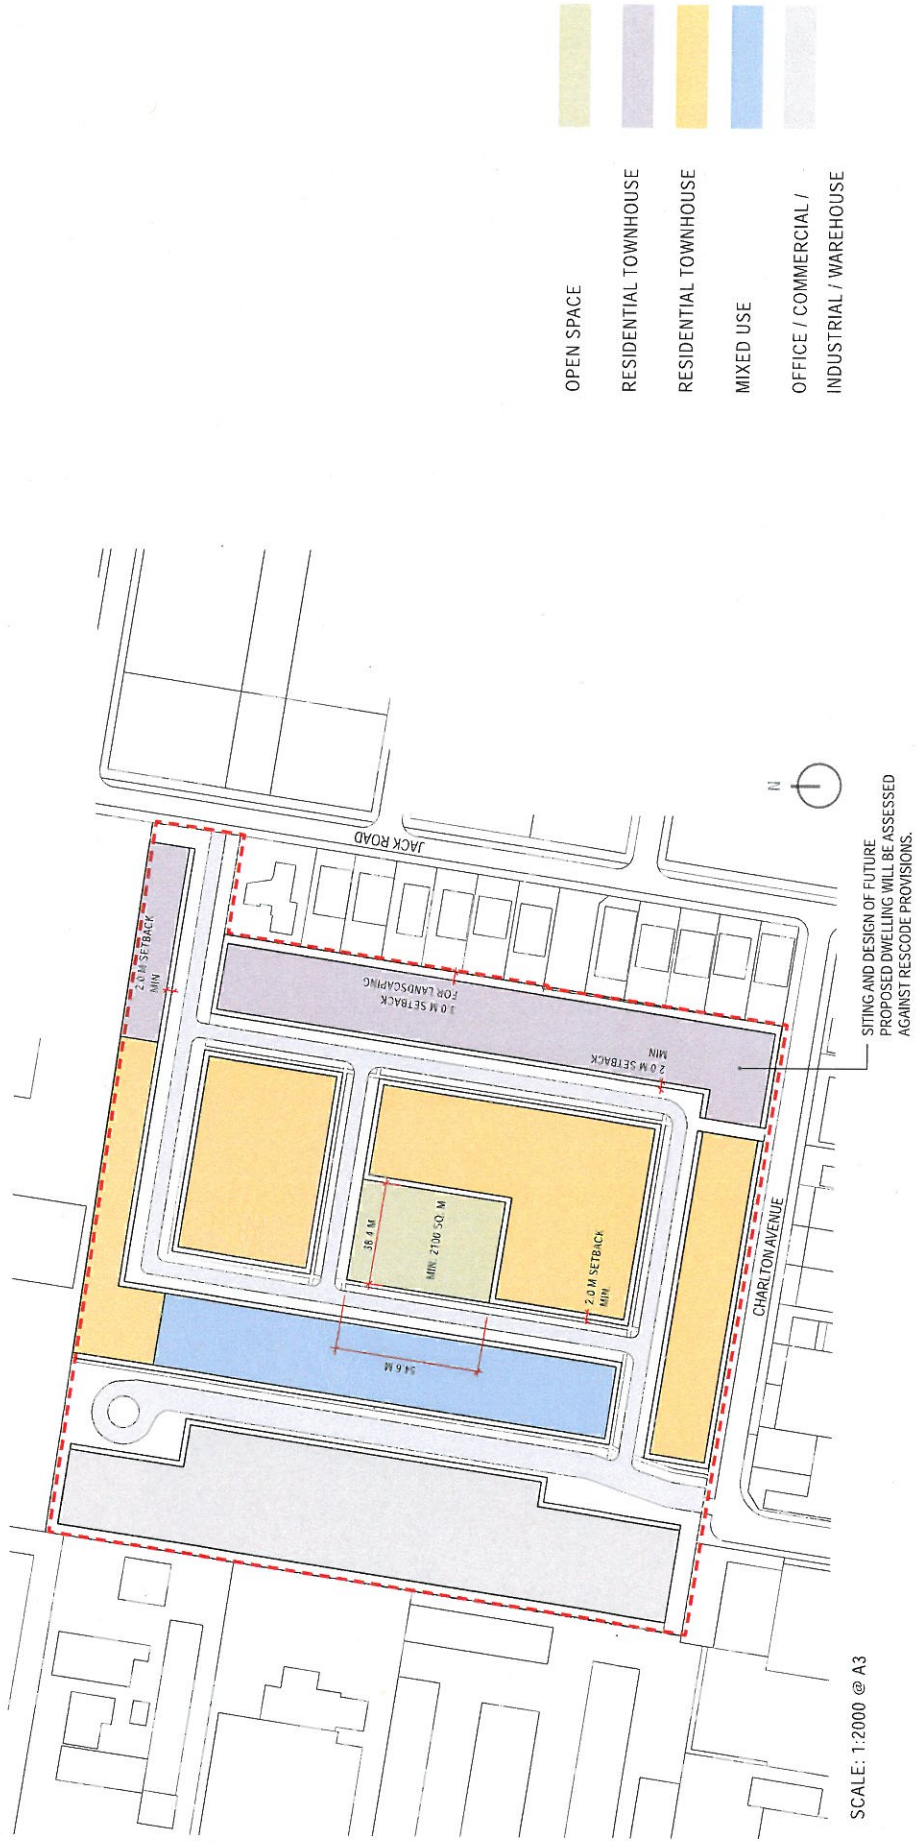 OPEN SPACE
RESIDENTIAL TOWNHOUSE
RESIDENTIAL TOWNHOUSE
MIXED USE
OFFICE / COMMERCIAL /
INDUSTRIAL / WAREHOUSE
2.0 M SETBACK
MIN
JACK ROAD
3.0 M SETBACK
FOR LANDSCAPING
2.0 M SETBACK
MIN
38.4 M
MIN. 2100 SQ. M
54.6 M
2.0 M SETBACK
MIN.
CHARLTON AVENUE
N
SITING AND DESIGN OF FUTURE
PROPOSED DWELLING WILL BE ASSESSED
AGAINST RESCODE PROVISIONS.
SCALE: 1:2000 @ A3